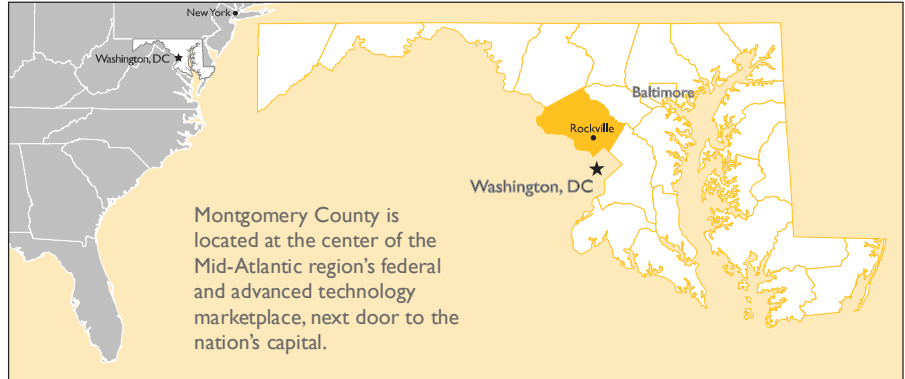 New York
Washington, DC
Baltimore
Rockville
Washington, DC
Montgomery County is
located at the center of the
Mid-Atlantic region's federal
and advanced technology
marketplace, next door to the
nation's capital.